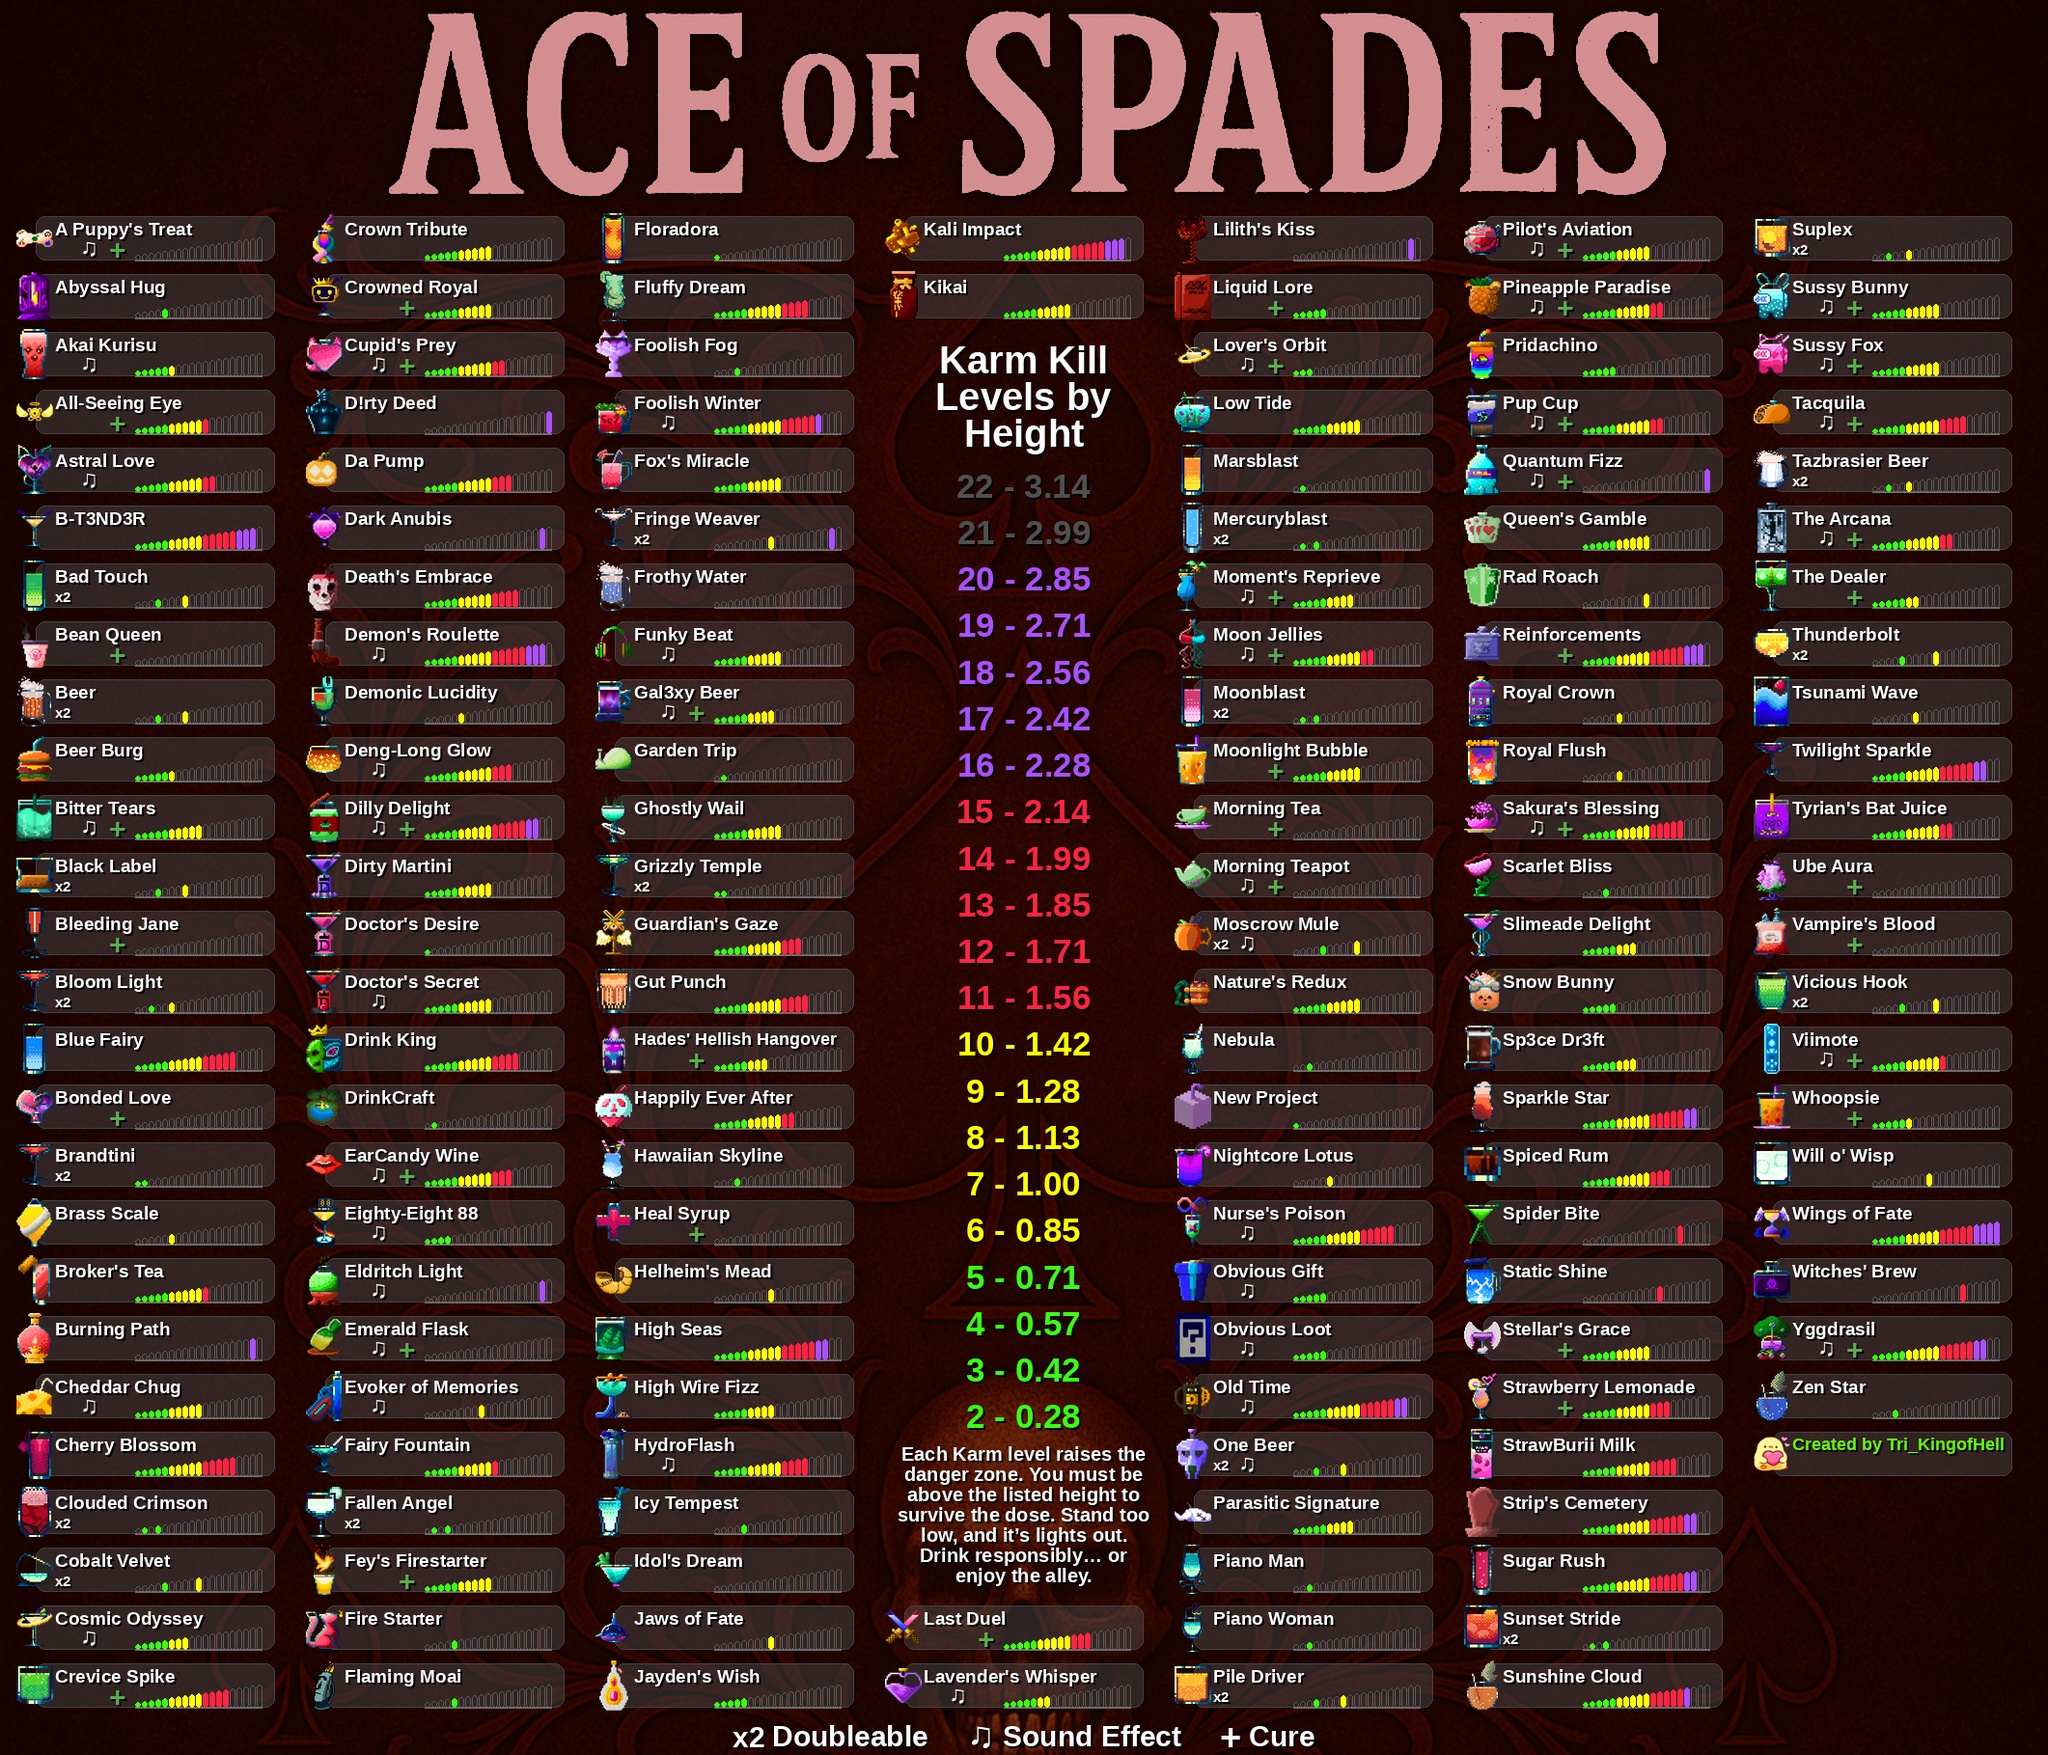 ACE OF SPADES
A Puppy's Treat
♫ +
Abyssal Hug
Akai Kurisu
♫
All-Seeing Eye
+
Astral Love
♫
B-T3ND3R
Bad Touch
x2
Bean Queen
+
Beer
x2
Beer Burg
Bitter Tears
♫ +
Black Label
x2
Bleeding Jane
+
Bloom Light
x2
Blue Fairy
Bonded Love
+
Brandtini
x2
Brass Scale
Broker's Tea
Burning Path
Cheddar Chug
♫
Cherry Blossom
Clouded Crimson
x2
Cobalt Velvet
x2
Cosmic Odyssey
♫
Crevice Spike
+
Crown Tribute
Crowned Royal
+
Cupid's Prey
♫ +
D!rty Deed
Da Pump
Dark Anubis
Death's Embrace
Demon's Roulette
♫
Demonic Lucidity
Deng-Long Glow
♫
Dilly Delight
♫ +
Dirty Martini
Doctor's Desire
Doctor's Secret
♫
Drink King
DrinkCraft
EarCandy Wine
♫ +
Eighty-Eight 88
♫
Eldritch Light
♫
Emerald Flask
♫ +
Evoker of Memories
♫
Fairy Fountain
Fallen Angel
x2
Fey's Firestarter
+
Fire Starter
Flaming Moai
Floradora
Fluffy Dream
Foolish Fog
Foolish Winter
♫
Fox's Miracle
Fringe Weaver
x2
Frothy Water
Funky Beat
♫
Gal3xy Beer
♫ +
Garden Trip
Ghostly Wail
Grizzly Temple
x2
Guardian's Gaze
Gut Punch
Hades' Hellish Hangover
+
Happily Ever After
Hawaiian Skyline
Heal Syrup
+
Helheim's Mead
High Seas
High Wire Fizz
HydroFlash
♫
Icy Tempest
Idol's Dream
Jaws of Fate
Jayden's Wish
Kali Impact
Kikai
Karm Kill
Levels by
Height
22 - 3.14
21 - 2.99
20 - 2.85
19 - 2.71
18 - 2.56
17 - 2.42
16 - 2.28
15 - 2.14
14 - 1.99
13 - 1.85
12 - 1.71
11 - 1.56
10 - 1.42
9 - 1.28
8 - 1.13
7 - 1.00
6 - 0.85
5 - 0.71
4 - 0.57
3 - 0.42
2 - 0.28
Each Karm level raises the
danger zone. You must be
above the listed height to
survive the dose. Stand too
low, and it's lights out.
Drink responsibly… or
enjoy the alley.
Last Duel
+
Lavender's Whisper
♫
Lilith's Kiss
Liquid Lore
+
Lover's Orbit
♫ +
Low Tide
Marsblast
Mercuryblast
x2
Moment's Reprieve
♫ +
Moon Jellies
♫ +
Moonblast
x2
Moonlight Bubble
+
Morning Tea
+
Morning Teapot
♫ +
Moscrow Mule
x2 ♫
Nature's Redux
Nebula
New Project
Nightcore Lotus
Nurse's Poison
♫
Obvious Gift
♫
Obvious Loot
♫
Old Time
♫
One Beer
x2 ♫
Parasitic Signature
Piano Man
Piano Woman
Pile Driver
x2
Pilot's Aviation
♫ +
Pineapple Paradise
♫ +
Pridachino
Pup Cup
♫ +
Quantum Fizz
♫ +
Queen's Gamble
Rad Roach
Reinforcements
+
Royal Crown
Royal Flush
Sakura's Blessing
♫ +
Scarlet Bliss
Slimeade Delight
Snow Bunny
Sp3ce Dr3ft
Sparkle Star
Spiced Rum
Spider Bite
Static Shine
Stellar's Grace
+
Strawberry Lemonade
+
StrawBurii Milk
Strip's Cemetery
Sugar Rush
Sunset Stride
x2
Sunshine Cloud
Suplex
x2
Sussy Bunny
♫ +
Sussy Fox
♫ +
Tacquila
♫ +
Tazbrasier Beer
x2
The Arcana
♫ +
The Dealer
+
Thunderbolt
x2
Tsunami Wave
Twilight Sparkle
Tyrian's Bat Juice
Ube Aura
+
Vampire's Blood
+
Vicious Hook
x2
Viimote
♫ +
Whoopsie
+
Will o' Wisp
Wings of Fate
Witches' Brew
Yggdrasil
♫ +
Zen Star
Created by Tri_KingofHell
x2 Doubleable ♫ Sound Effect + Cure